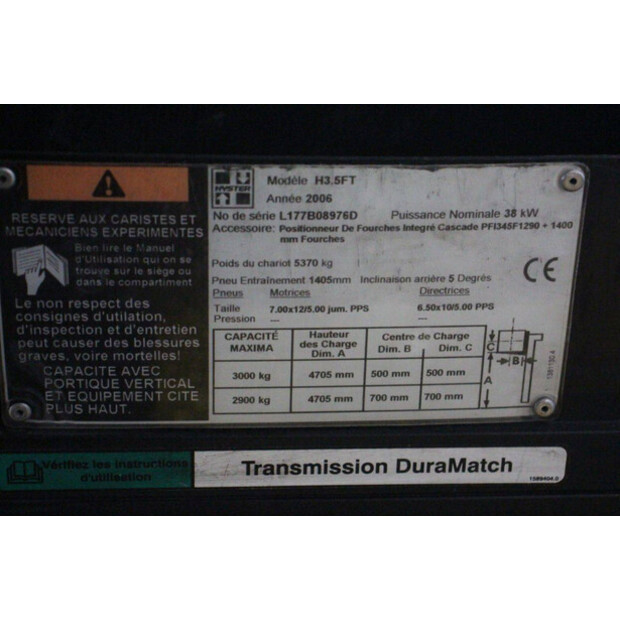 HYSTER
Modèle H3.5FT
Année 2006
No de série L177B08976D Puissance Nominale 38 kW
Accessoire: Positionneur De Fourches Integré Cascade PFI345F1290 + 1400
mm Fourches
Poids du chariot 5370 kg
Pneu Entraînement 1405mm Inclinaison arrière 5 Degrés
Pneus Motrices Directrices
Taille 7.00x12/5.00 jum. PPS 6.50x10/5.00 PPS
Pression — —
CE
CAPACITÉ MAXIMA Hauteur des Charge Dim. A Centre de Charge Dim. B Dim. C
3000 kg 4705 mm 500 mm 500 mm
2900 kg 4705 mm 700 mm 700 mm
C
B
A
1381130.4
RESERVE AUX CARISTES ET
MECANICIENS EXPERIMENTES
Bien lire le Manuel
d'Utilisation qui on se
trouve sur le siége ou
dans le compartiment
Le non respect des
consignes d'utilation,
d'inspection et d'entretien
peut causer des blessures
graves, voire mortelles!
CAPACITE AVEC
PORTIQUE VERTICAL
ET EQUIPEMENT CITE
PLUS HAUT.
Vérifiez les instructions
d'utilisation
Transmission DuraMatch